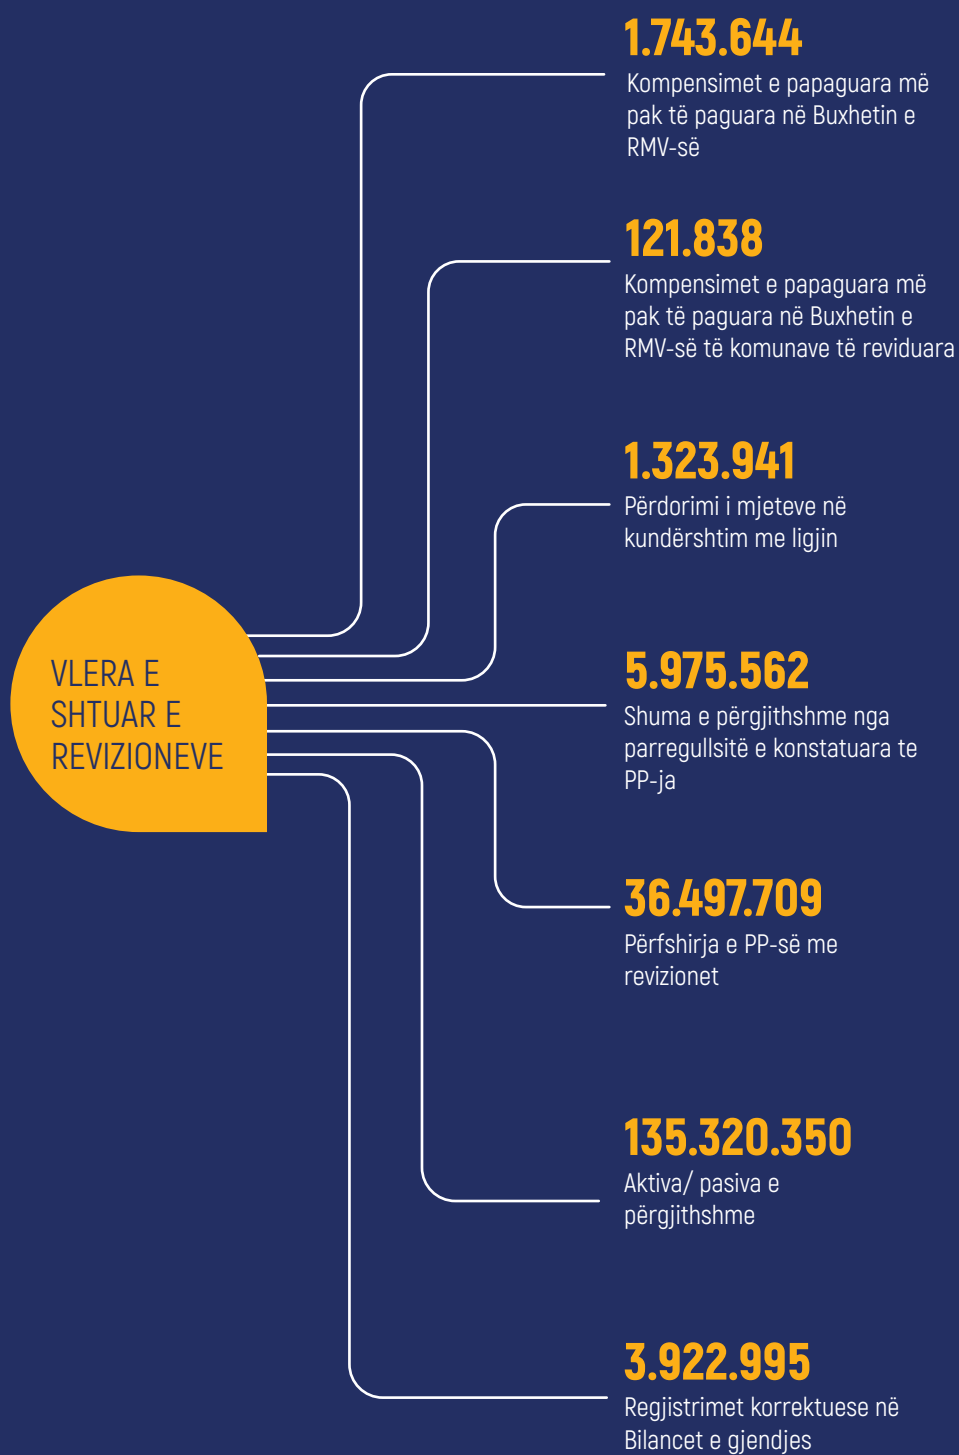 1.743.644
Kompensimet e papaguara më
pak të paguara në Buxhetin e
RMV-së
121.838
Kompensimet e papaguara më
pak të paguara në Buxhetin e
RMV-së të komunave të reviduara
1.323.941
Përdorimi i mjeteve në
kundërshtim me ligjin
VLERA E
SHTUAR E
REVIZIONEVE
5.975.562
Shuma e përgjithshme nga
parregullsitë e konstatuara te
PP-ja
36.497.709
Përfshirja e PP-së me
revizionet
135.320.350
Aktiva/ pasiva e
përgjithshme
3.922.995
Regjistrimet korrektuese në
Bilancet e gjendjes